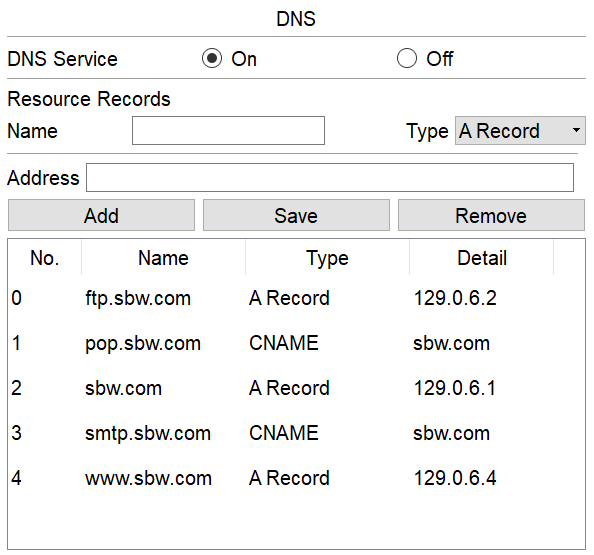 DNS
DNS Service On Off
Resource Records
Name Type A Record
Address
Add Save Remove
No. Name Type Detail
0 ftp.sbw.com A Record 129.0.6.2
1 pop.sbw.com CNAME sbw.com
2 sbw.com A Record 129.0.6.1
3 smtp.sbw.com CNAME sbw.com
4 www.sbw.com A Record 129.0.6.4